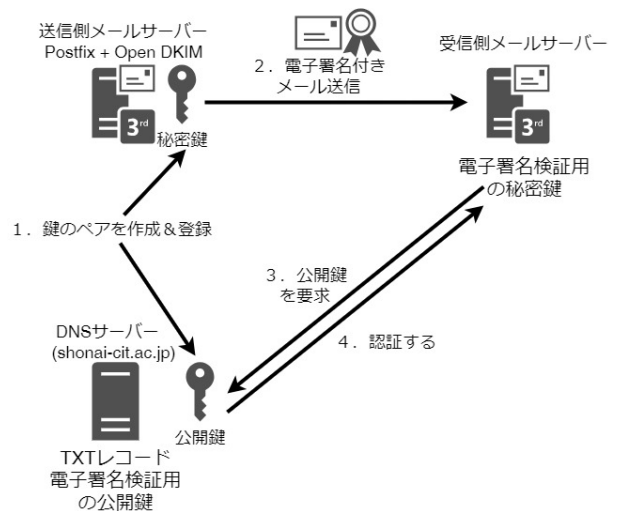 送信側メールサーバー
Postfix + Open DKIM
3rd
秘密鍵
2．電子署名付き
メール送信
受信側メールサーバー
3rd
電子署名検証用
の秘密鍵
1．鍵のペアを作成＆登録
3．公開鍵
を要求
4．認証する
DNSサーバー
(shonai-cit.ac.jp)
公開鍵
TXTレコード
電子署名検証用
の公開鍵